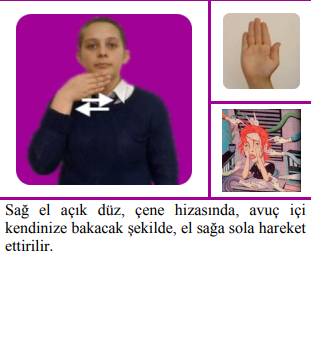 Sağ el açık düz, çene hizasında, avuç içi
kendinize bakacak şekilde, el sağa sola hareket
ettirilir.